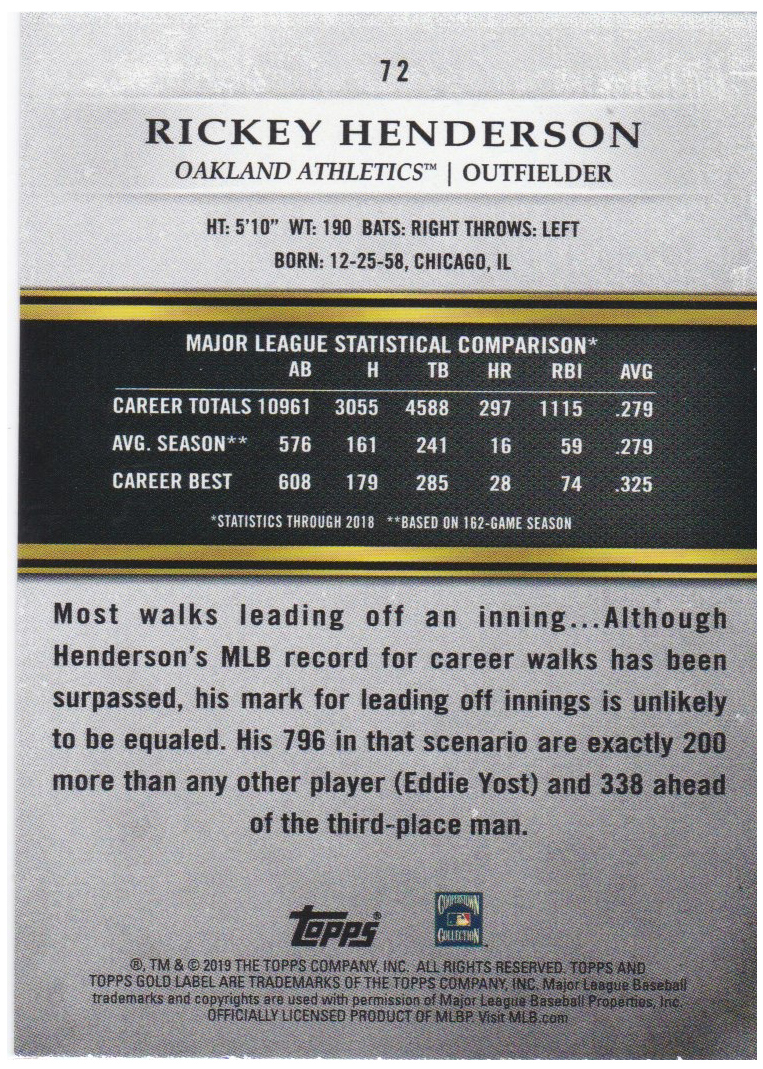 72
RICKEY HENDERSON
OAKLAND ATHLETICS™ | OUTFIELDER
HT: 5'10" WT: 190 BATS: RIGHT THROWS: LEFT
BORN: 12-25-58, CHICAGO, IL
MAJOR LEAGUE STATISTICAL COMPARISON*
AB H TB HR RBI AVG
CAREER TOTALS 10961 3055 4588 297 1115 .279
AVG. SEASON** 576 161 241 16 59 .279
CAREER BEST 608 179 285 28 74 .325
*STATISTICS THROUGH 2018 **BASED ON 162-GAME SEASON
Most walks leading off an inning...Although
Henderson's MLB record for career walks has been
surpassed, his mark for leading off innings is unlikely
to be equaled. His 796 in that scenario are exactly 200
more than any other player (Eddie Yost) and 338 ahead
of the third-place man.
Topps®
COOPERSTOWN
COLLECTION
®, TM & © 2019 THE TOPPS COMPANY, INC. ALL RIGHTS RESERVED. TOPPS AND
TOPPS GOLD LABEL ARE TRADEMARKS OF THE TOPPS COMPANY, INC. Major League Baseball
trademarks and copyrights are used with permission of Major League Baseball Properties, Inc.
OFFICIALLY LICENSED PRODUCT OF MLBP. Visit MLB.com